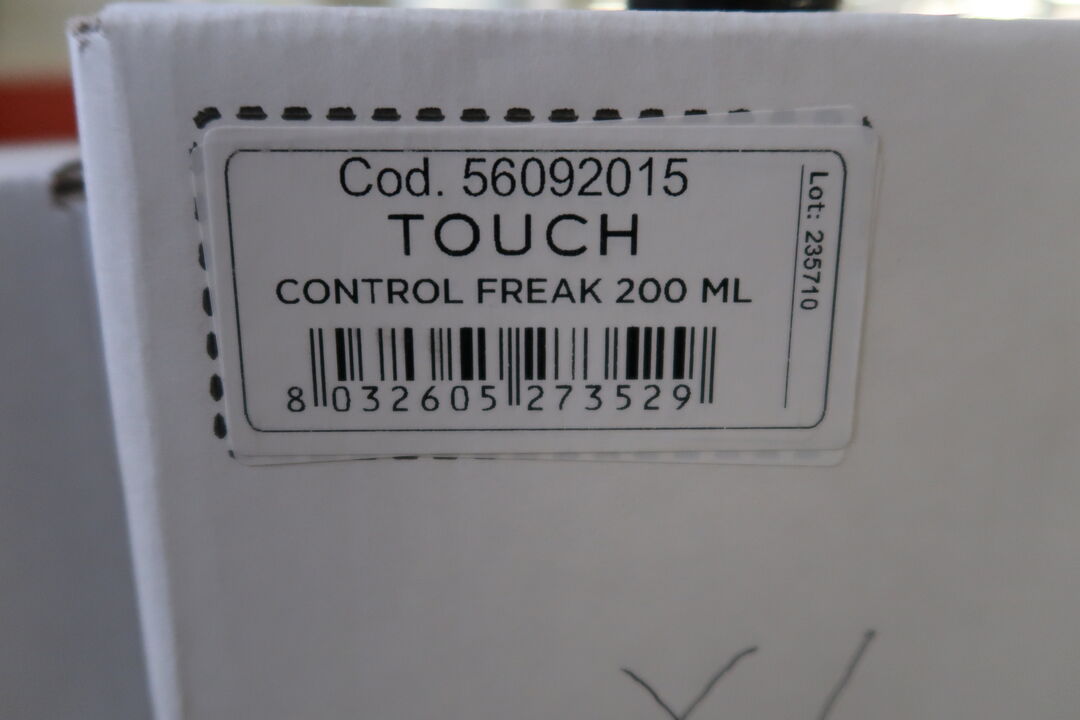 Cod. 56092015
TOUCH
CONTROL FREAK 200 ML
8 032605 273529
Lot: 235710